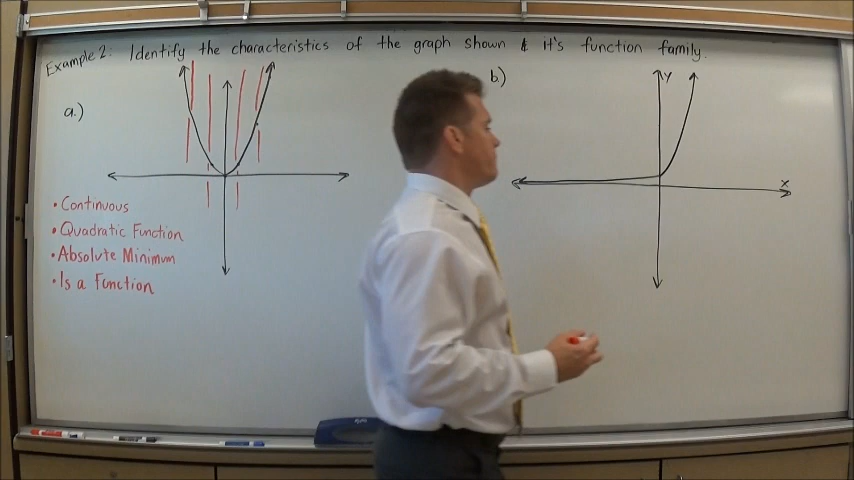 Example 2: Identify the characteristics of the graph shown & it's function family.
a.)
• Continuous
• Quadratic Function
• Absolute Minimum
• Is a Function
b)
y
x